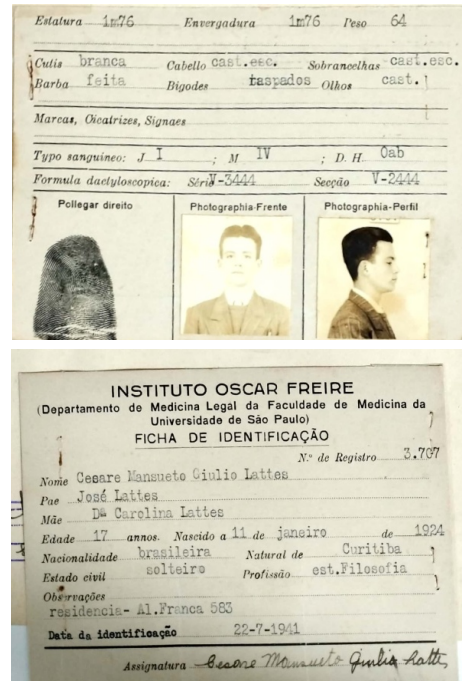 Estatura 1m76 Envergadura 1m76 Peso 64
Cutis branca Cabello cast.esc. Sobrancelhas cast.esc.
Barba feita Bigodes raspados Olhos cast.
Marcas, Cicatrizes, Signaes
Typo sanguineo: J I ; M IV ; D. H. Oab
Formula dactyloscopica: Série V-3444 Secção V-2444
Pollegar direito Photographia-Frente Photographia-Perfil
INSTITUTO OSCAR FREIRE
(Departamento de Medicina Legal da Faculdade de Medicina da
Universidade de São Paulo)
FICHA DE IDENTIFICAÇÃO
N.º de Registro 3.707
Nome Cesare Mansueto Giulio Lattes
Pae José Lattes
Mãe Dª Carolina Lattes
Edade 17 annos. Nascido a 11 de janeiro de 1924
Nacionalidade brasileira Natural de Curitiba
Estado civil solteiro Profissão est.Filosofia
Observações
residencia- Al.Franca 583
Data da identificação 22-7-1941
Assignatura Cesare Mansueto Giulio Lattes